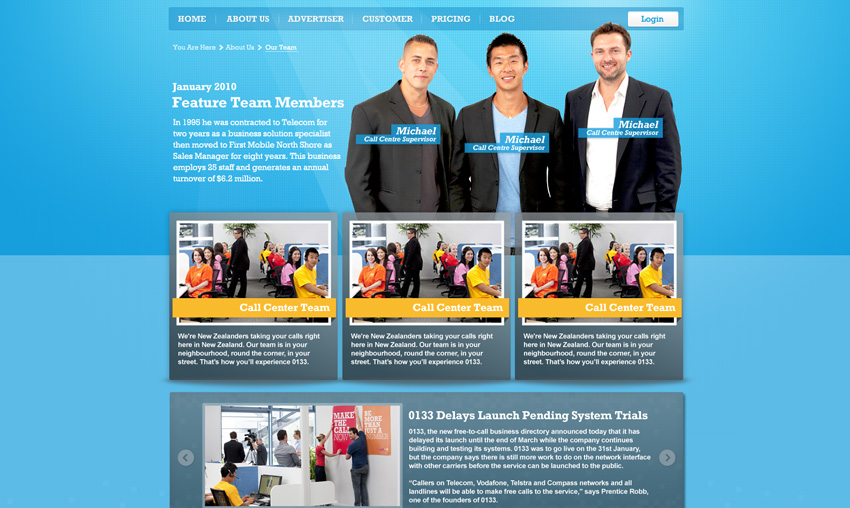 HOME ABOUT US ADVERTISER CUSTOMER PRICING BLOG Login
You Are Here > About Us > Our Team
January 2010
Feature Team Members
In 1995 he was contracted to Telecom for
two years as a business solution specialist
then moved to First Mobile North Shore as
Sales Manager for eight years. This business
employs 25 staff and generates an annual
turnover of $6.2 million.
Michael
Call Centre Supervisor
Michael
Call Centre Supervisor
Michael
Call Centre Supervisor
Call Center Team
We're New Zealanders taking your calls right
here in New Zealand. Our team is in your
neighbourhood, round the corner, in your
street. That's how you'll experience 0133.
Call Center Team
We're New Zealanders taking your calls right
here in New Zealand. Our team is in your
neighbourhood, round the corner, in your
street. That's how you'll experience 0133.
Call Center Team
We're New Zealanders taking your calls right
here in New Zealand. Our team is in your
neighbourhood, round the corner, in your
street. That's how you'll experience 0133.
MAKE
THE
CALL
NOW
BE
MORE
THAN
JUST A
NUMBER
0133 Delays Launch Pending System Trials
0133, the new free-to-call business directory announced today that it has
delayed its launch until the end of March while the company continues
building and testing its systems. 0133 was to go live on the 31st January,
but the company says there is still more work to do on the network interface
with other carriers before the service can be launched to the public.
“Callers on Telecom, Vodafone, Telstra and Compass networks and all
landlines will be able to make free calls to the service,” says Prentice Robb,
one of the founders of 0133.